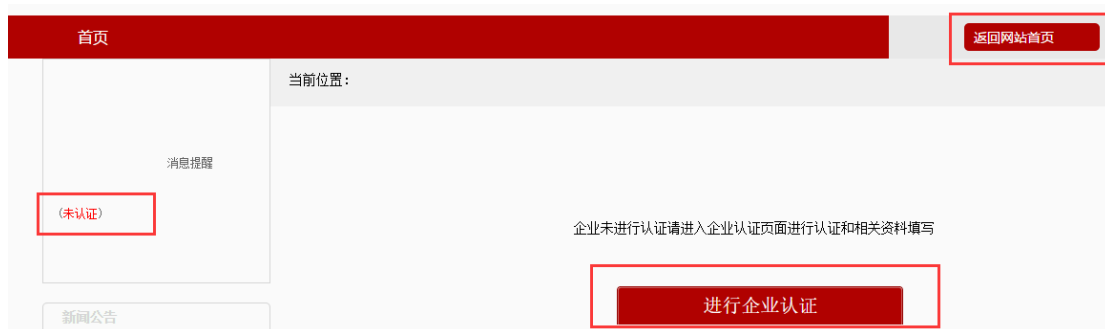 首页
返回网站首页
当前位置：
消息提醒
（未认证）
企业未进行认证请进入企业认证页面进行认证和相关资料填写
进行企业认证
新闻公告